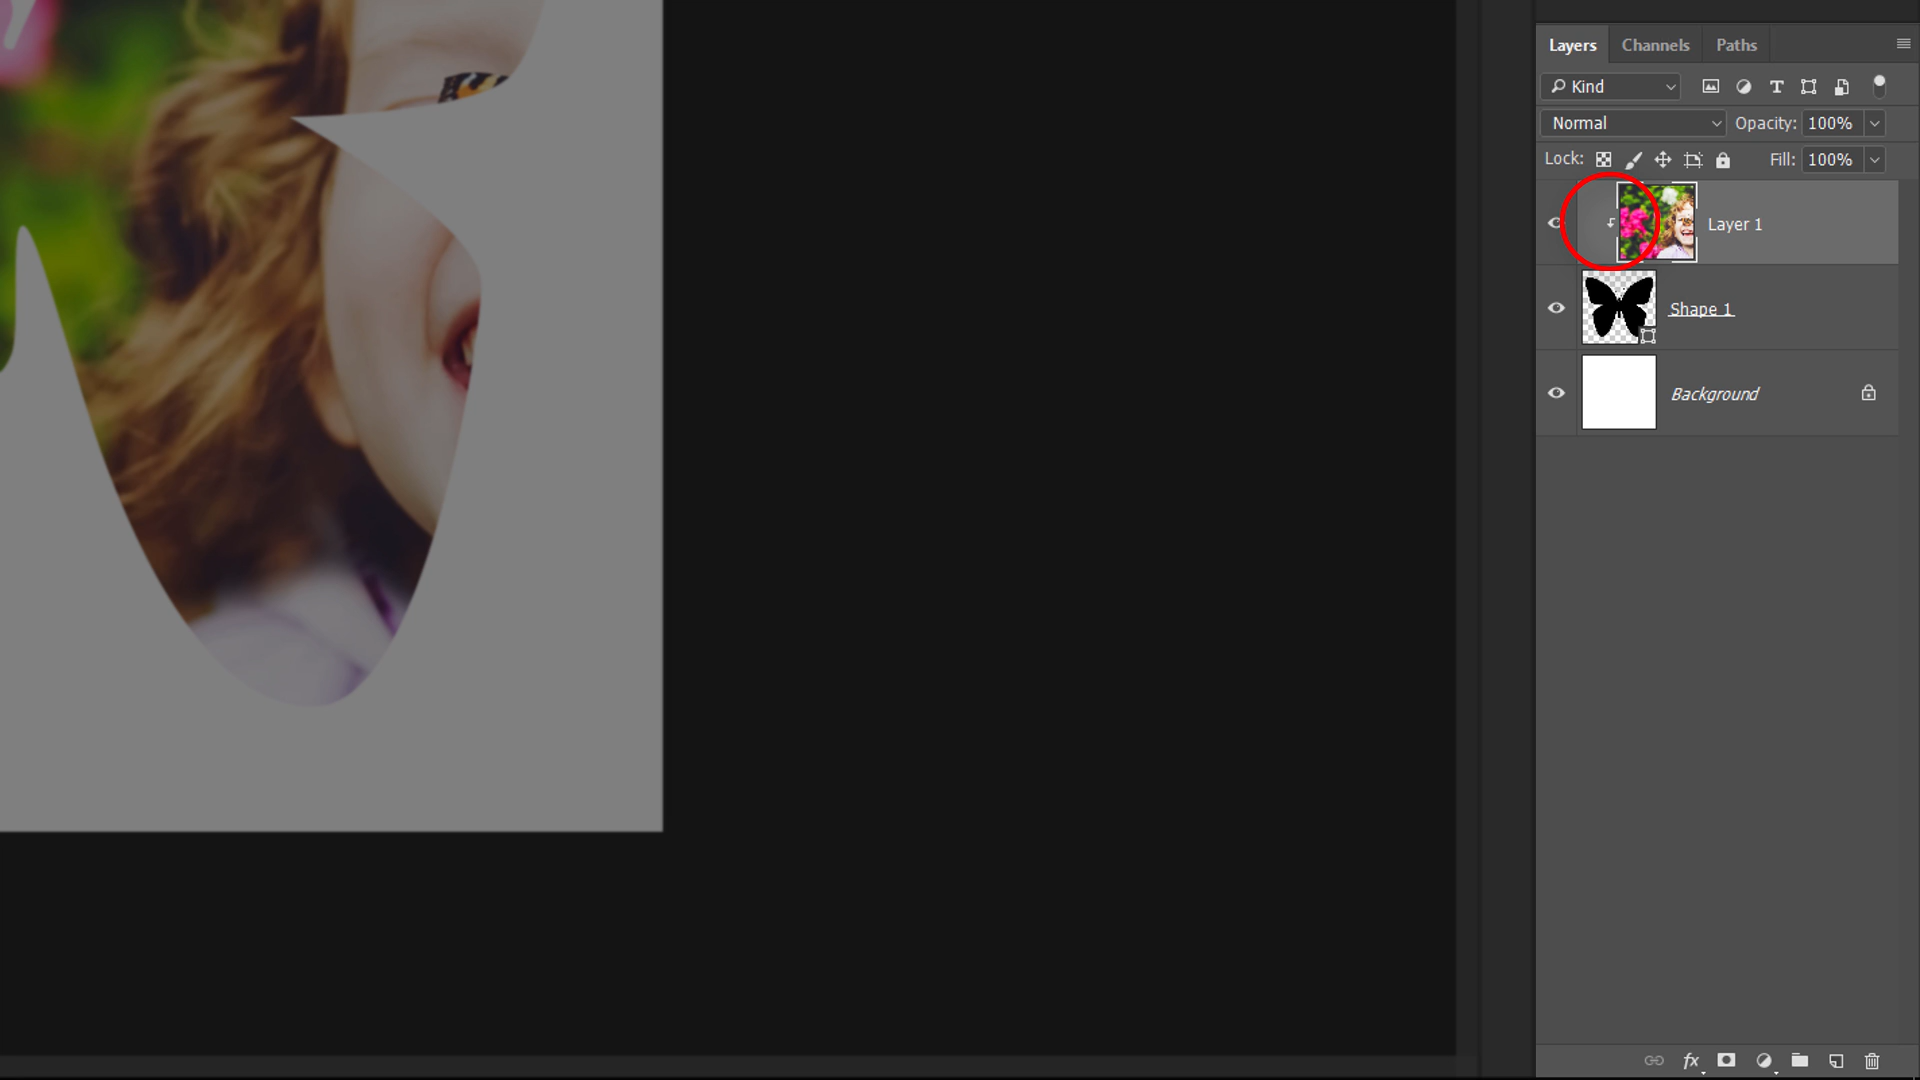 Layers Channels Paths
Kind
Normal Opacity: 100%
Lock: Fill: 100%
Layer 1
Shape 1
Background
fx